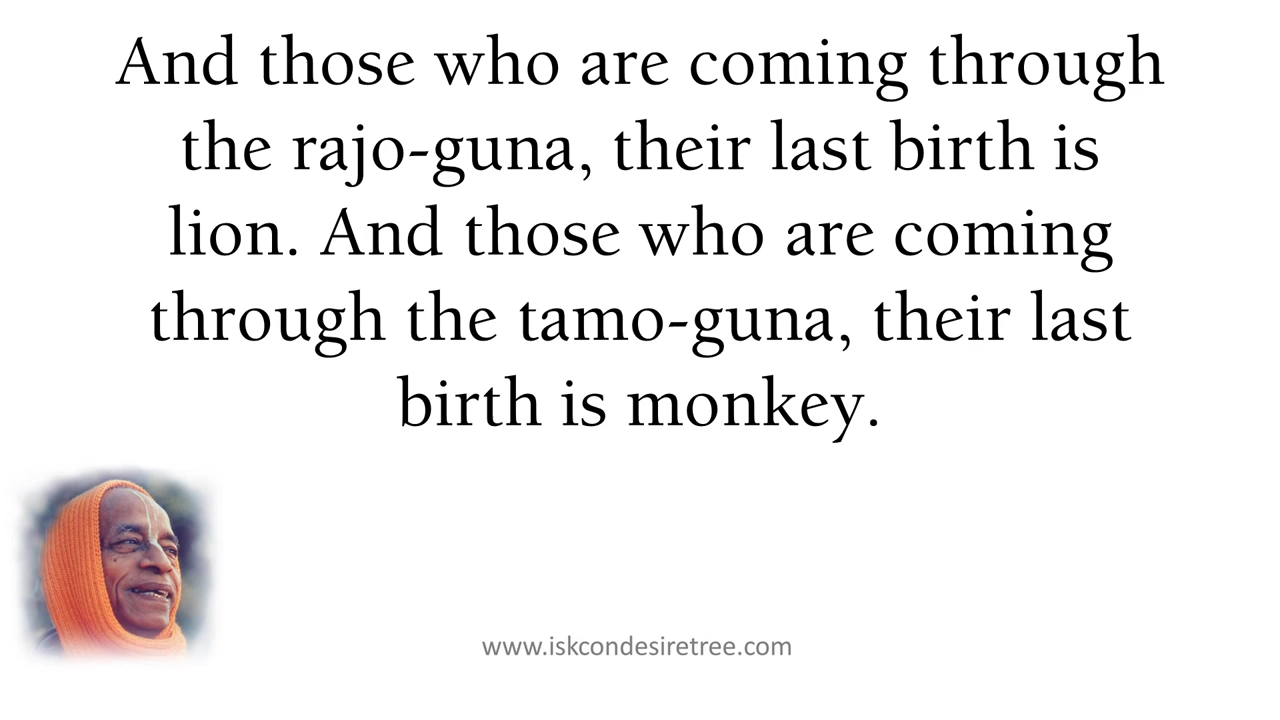 And those who are coming through
the rajo-guna, their last birth is
lion. And those who are coming
through the tamo-guna, their last
birth is monkey.
www.iskcondesiretree.com